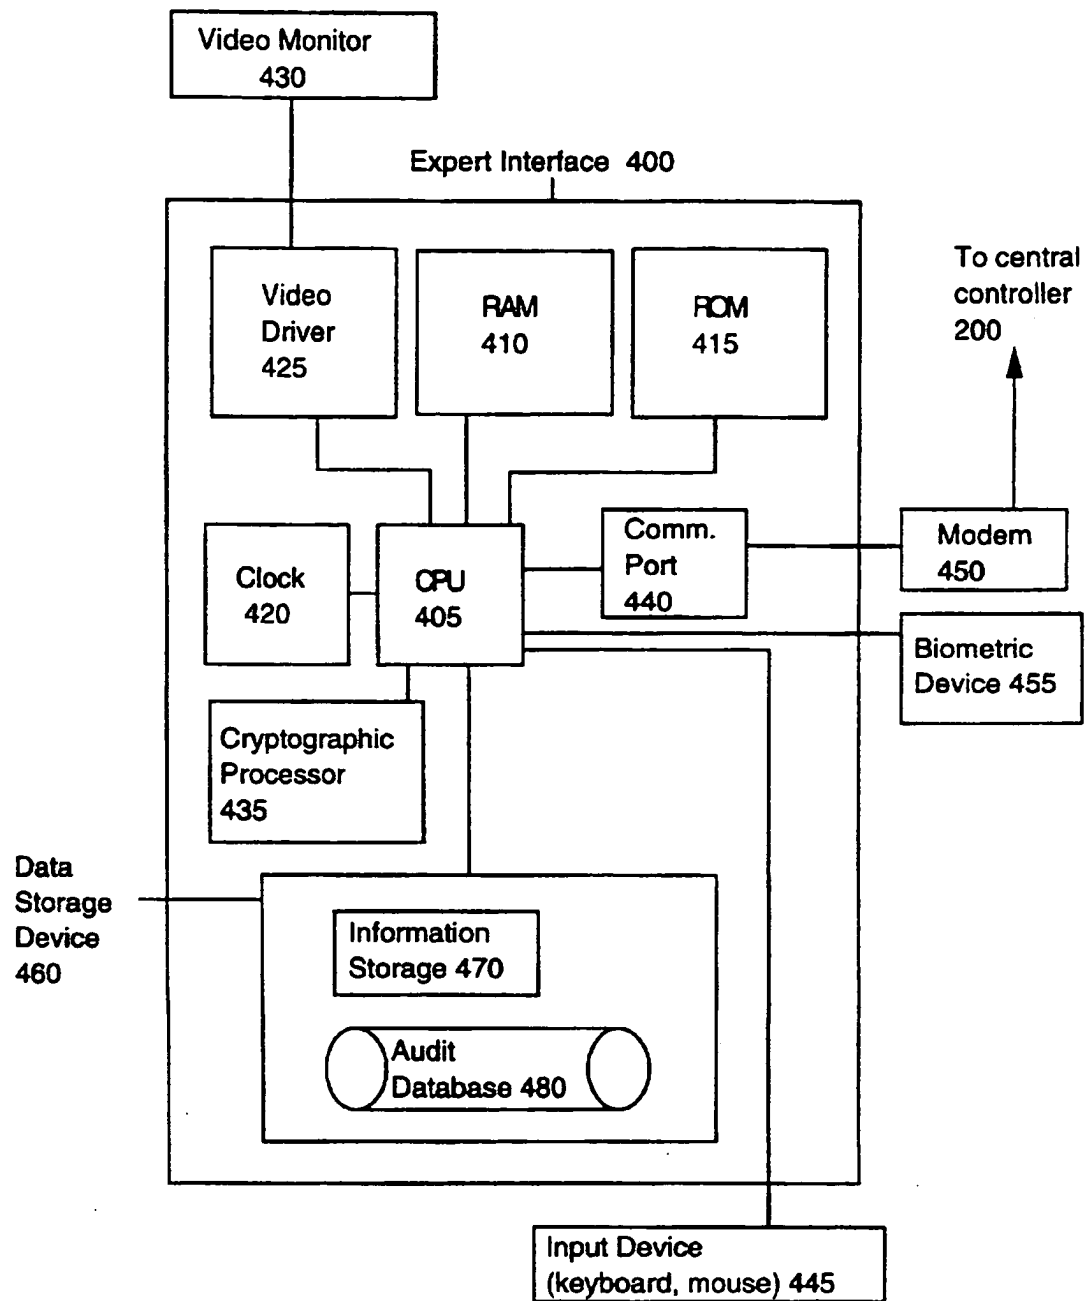 Video Monitor
430
Expert Interface 400
To central
controller
200
Video
Driver
425
RAM
410
ROM
415
Clock
420
CPU
405
Comm.
Port
440
Modem
450
Biometric
Device 455
Cryptographic
Processor
435
Data
Storage
Device
460
Information
Storage 470
Audit
Database 480
Input Device
(keyboard, mouse) 445